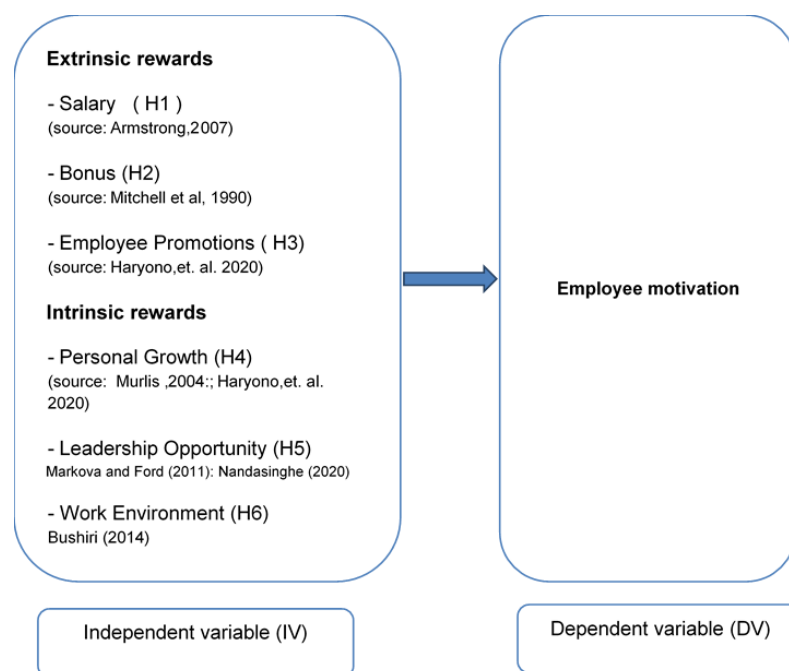 Extrinsic rewards
- Salary ( H1 )
(source: Armstrong,2007)
- Bonus (H2)
(source: Mitchell et al, 1990)
- Employee Promotions ( H3)
(source: Haryono,et. al. 2020)
Intrinsic rewards
- Personal Growth (H4)
(source: Murlis ,2004:; Haryono,et. al.
2020)
- Leadership Opportunity (H5)
Markova and Ford (2011): Nandasinghe (2020)
- Work Environment (H6)
Bushiri (2014)
Employee motivation
Independent variable (IV)
Dependent variable (DV)